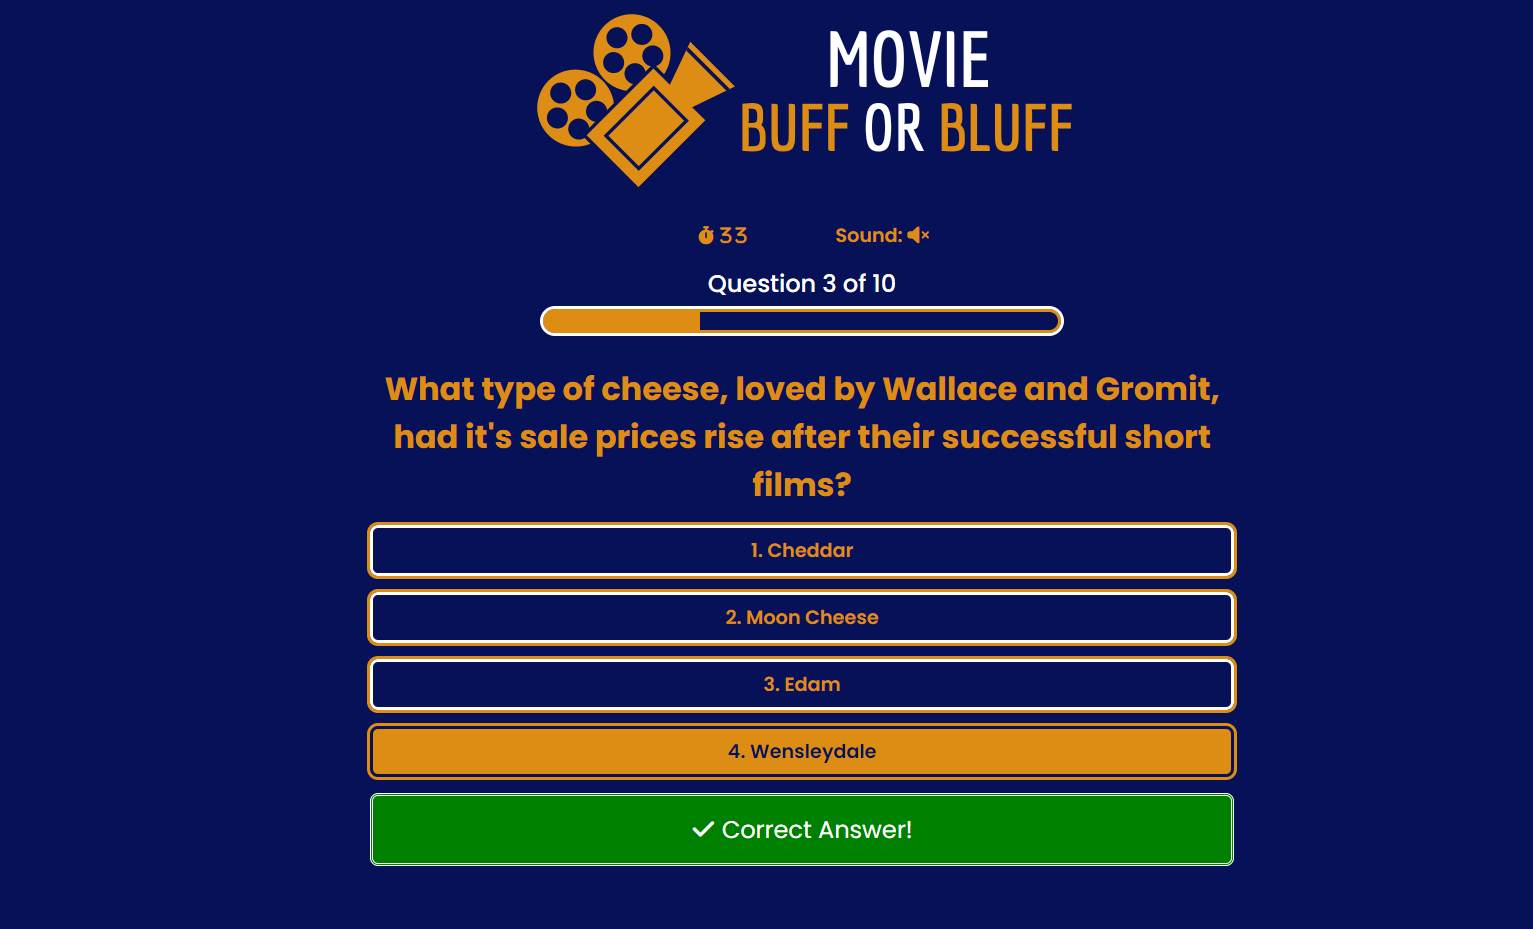 MOVIE
BUFF OR BLUFF
33
Sound:
Question 3 of 10
What type of cheese, loved by Wallace and Gromit,
had it's sale prices rise after their successful short
films?
1. Cheddar
2. Moon Cheese
3. Edam
4. Wensleydale
Correct Answer!